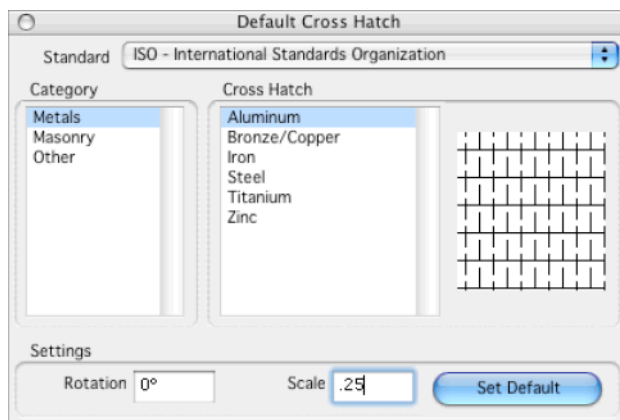 Default Cross Hatch
Standard ISO - International Standards Organization
Category Cross Hatch
Metals
Masonry
Other
Aluminum
Bronze/Copper
Iron
Steel
Titanium
Zinc
Settings
Rotation 0° Scale .25 Set Default